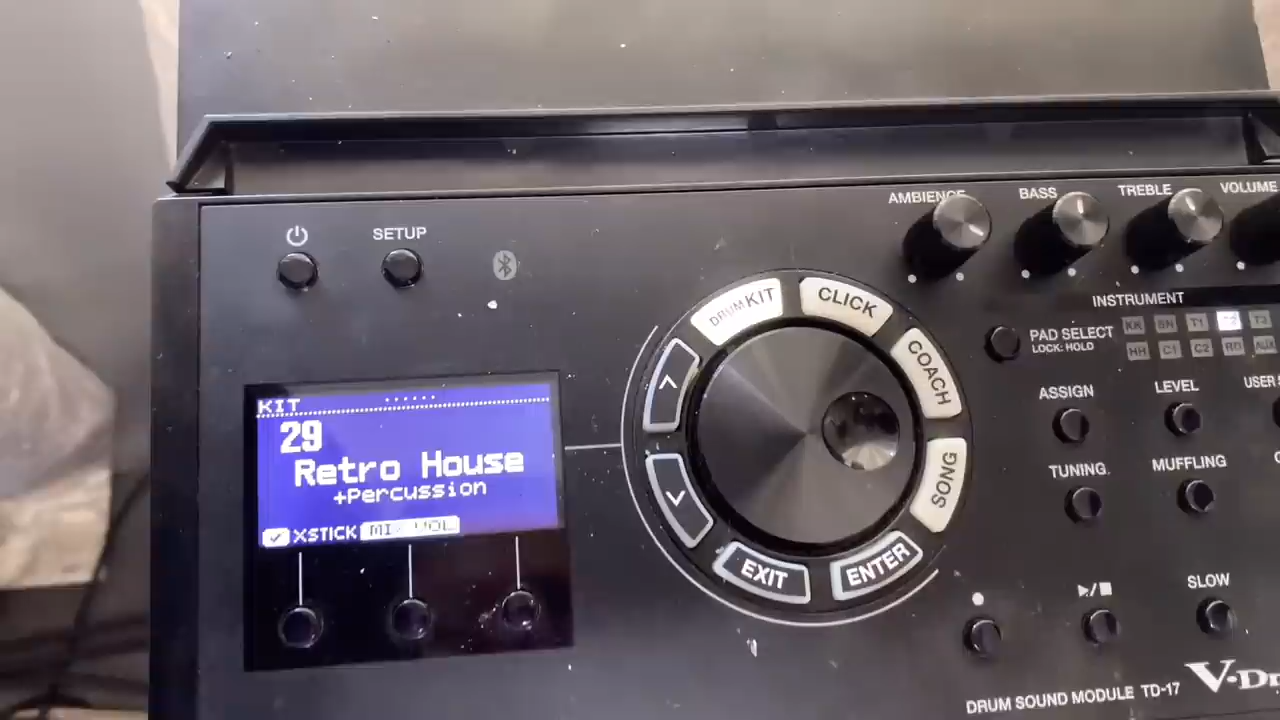 AMBIENCE
BASS
TREBLE
VOLUME
SETUP
INSTRUMENT
PAD SELECT
LOCK: HOLD
KK SN T1 T2 T3
HH C1 C2 RD AUX
DRUM KIT
CLICK
COACH
SONG
ENTER
EXIT
ASSIGN
LEVEL
USER
TUNING
MUFFLING
SLOW
KIT
29
Retro House
+Percussion
XSTICK
DRUM SOUND MODULE TD-17